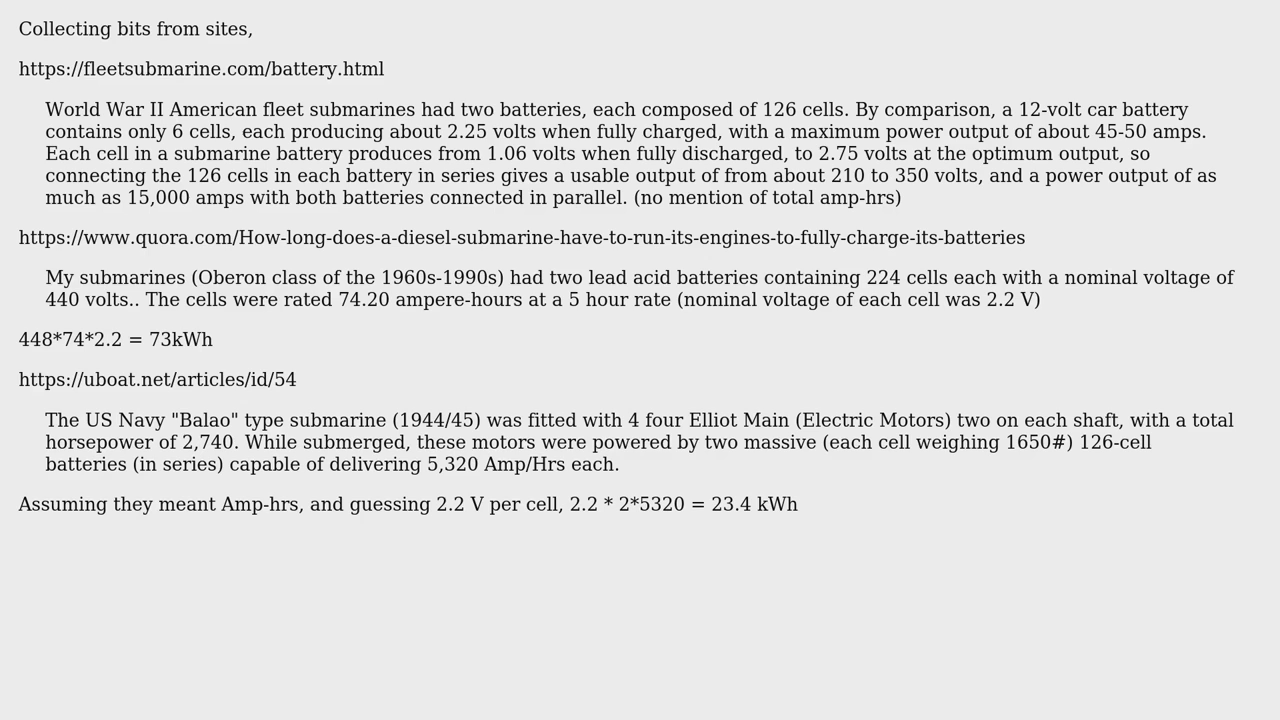 Collecting bits from sites,
https://fleetsubmarine.com/battery.html
World War II American fleet submarines had two batteries, each composed of 126 cells. By comparison, a 12-volt car battery
contains only 6 cells, each producing about 2.25 volts when fully charged, with a maximum power output of about 45-50 amps.
Each cell in a submarine battery produces from 1.06 volts when fully discharged, to 2.75 volts at the optimum output, so
connecting the 126 cells in each battery in series gives a usable output of from about 210 to 350 volts, and a power output of as
much as 15,000 amps with both batteries connected in parallel. (no mention of total amp-hrs)
https://www.quora.com/How-long-does-a-diesel-submarine-have-to-run-its-engines-to-fully-charge-its-batteries
My submarines (Oberon class of the 1960s-1990s) had two lead acid batteries containing 224 cells each with a nominal voltage of
440 volts.. The cells were rated 74.20 ampere-hours at a 5 hour rate (nominal voltage of each cell was 2.2 V)
448*74*2.2 = 73kWh
https://uboat.net/articles/id/54
The US Navy "Balao" type submarine (1944/45) was fitted with 4 four Elliot Main (Electric Motors) two on each shaft, with a total
horsepower of 2,740. While submerged, these motors were powered by two massive (each cell weighing 1650#) 126-cell
batteries (in series) capable of delivering 5,320 Amp/Hrs each.
Assuming they meant Amp-hrs, and guessing 2.2 V per cell, 2.2 * 2*5320 = 23.4 kWh